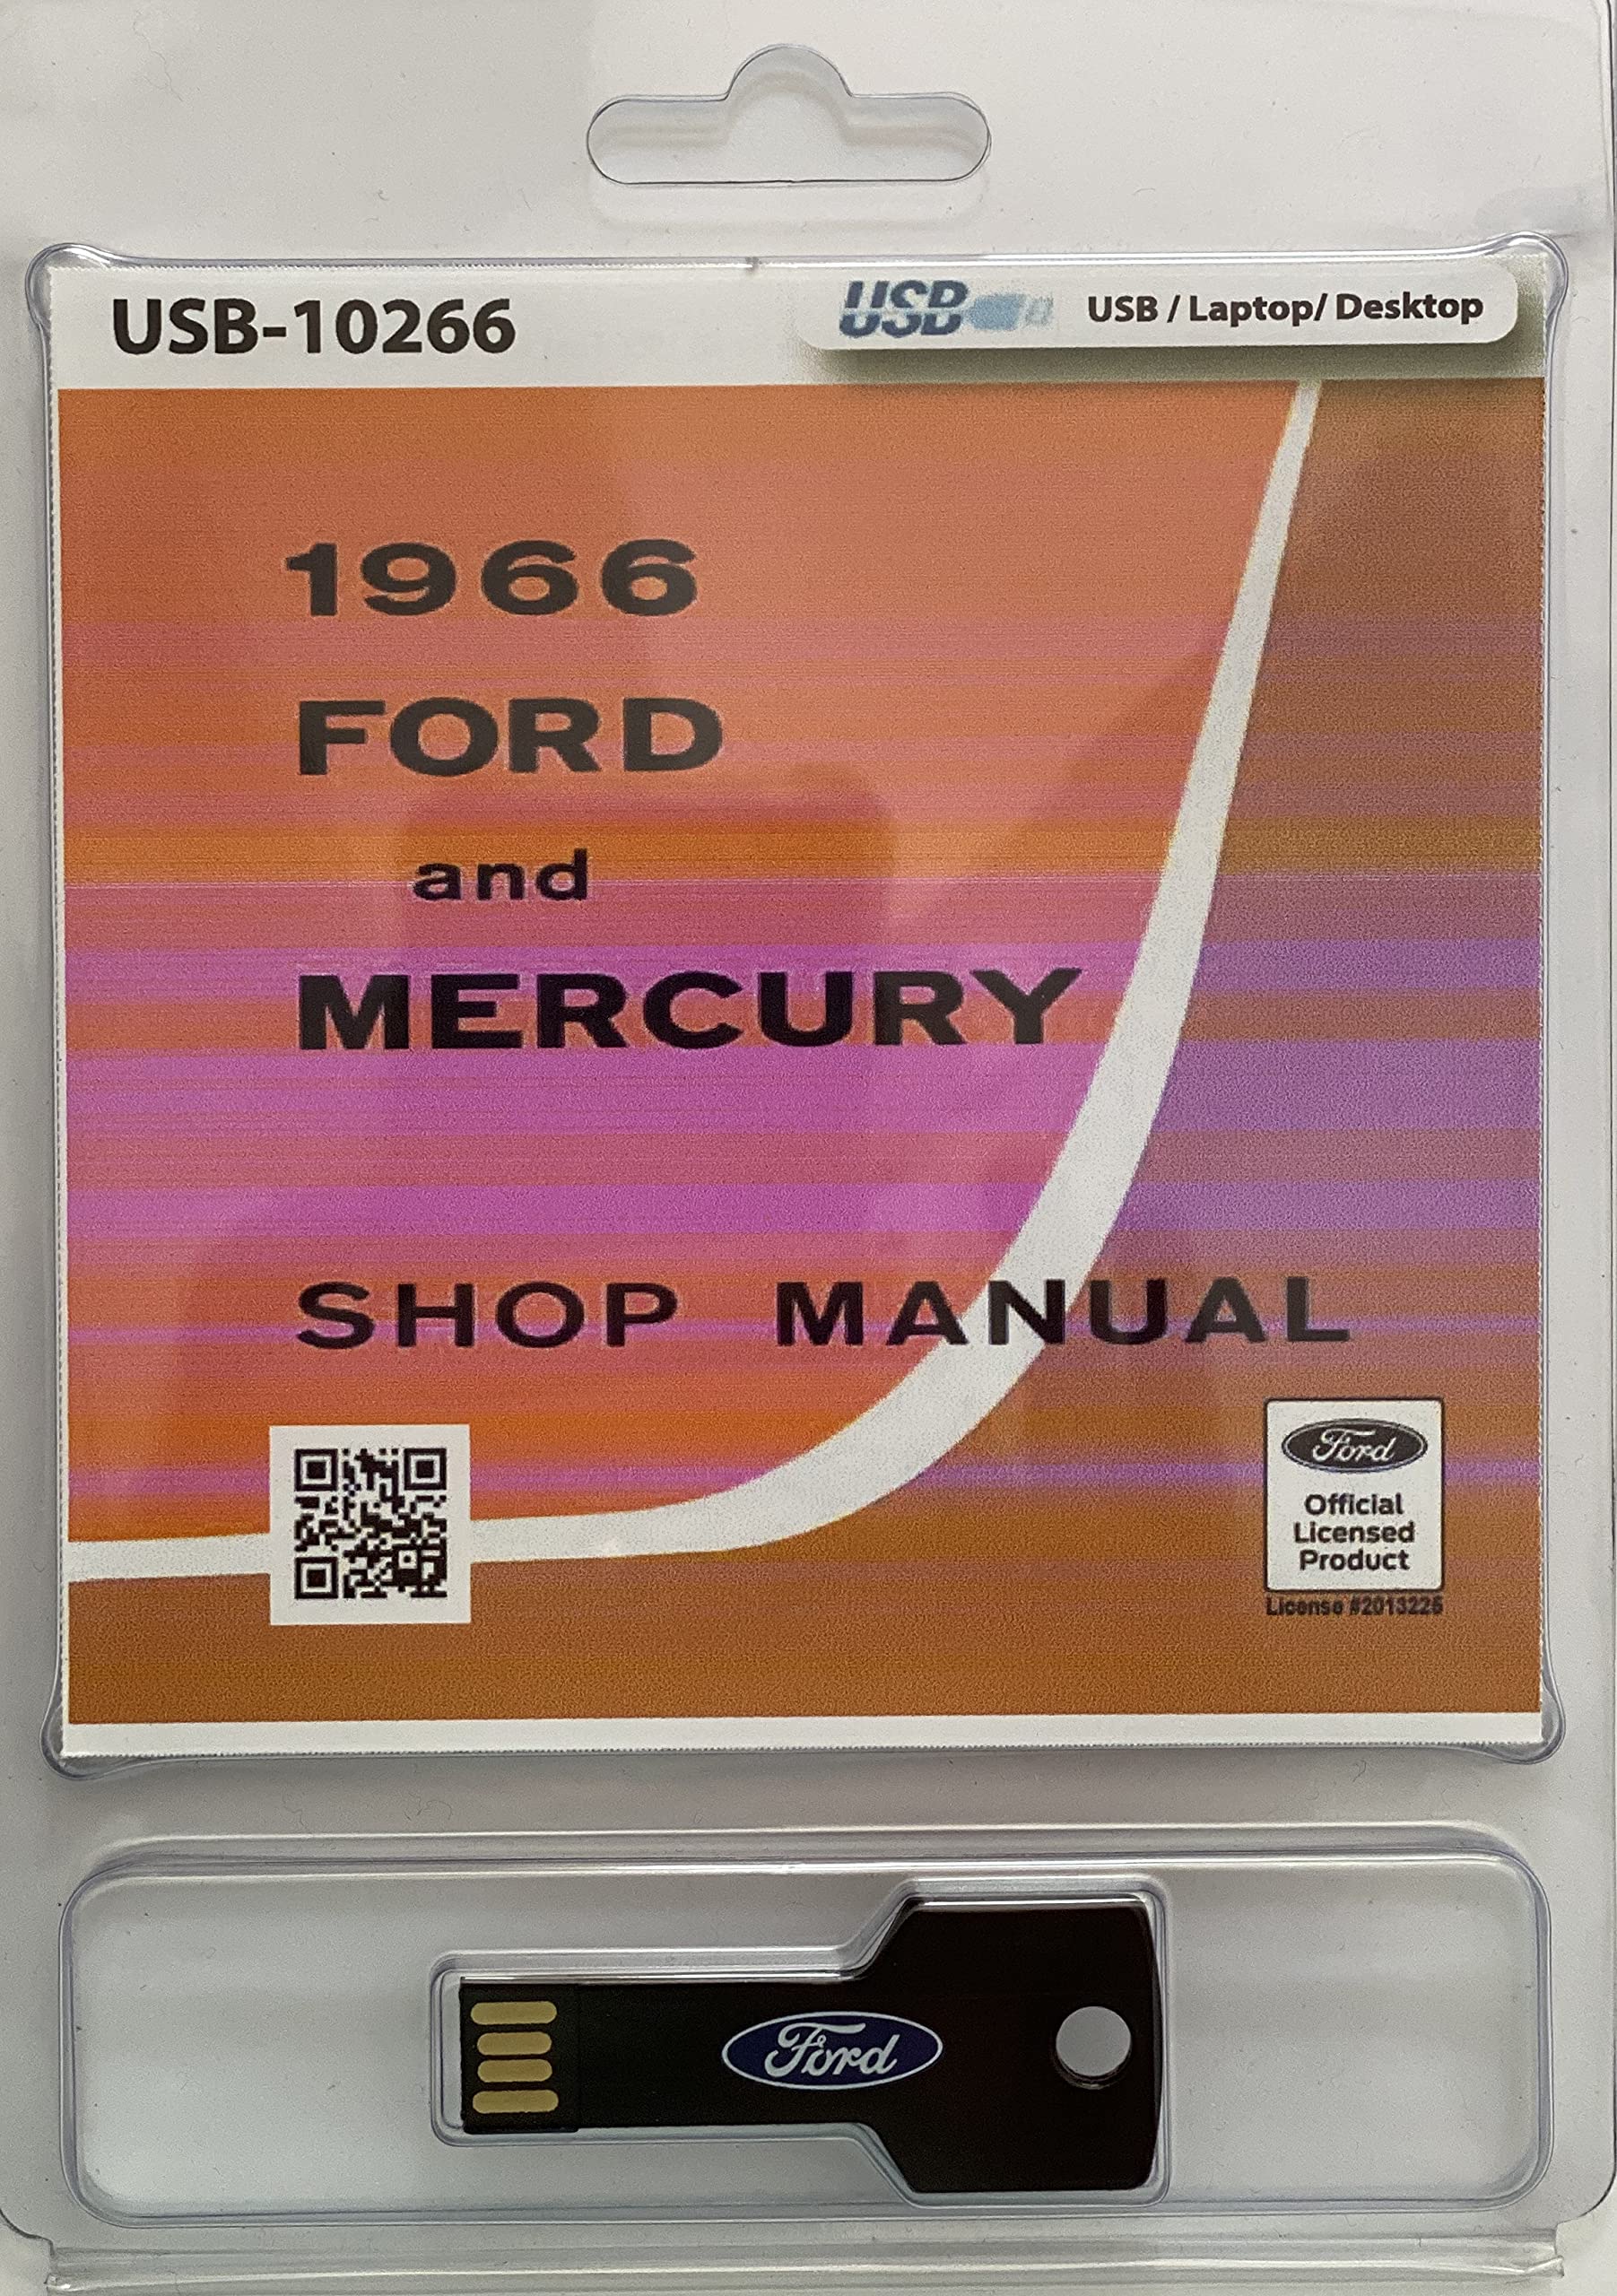 USB-10266
USB USB / Laptop/ Desktop
1966
FORD
and
MERCURY
SHOP MANUAL
Ford
Official
Licensed
Product
License #2013225
Ford